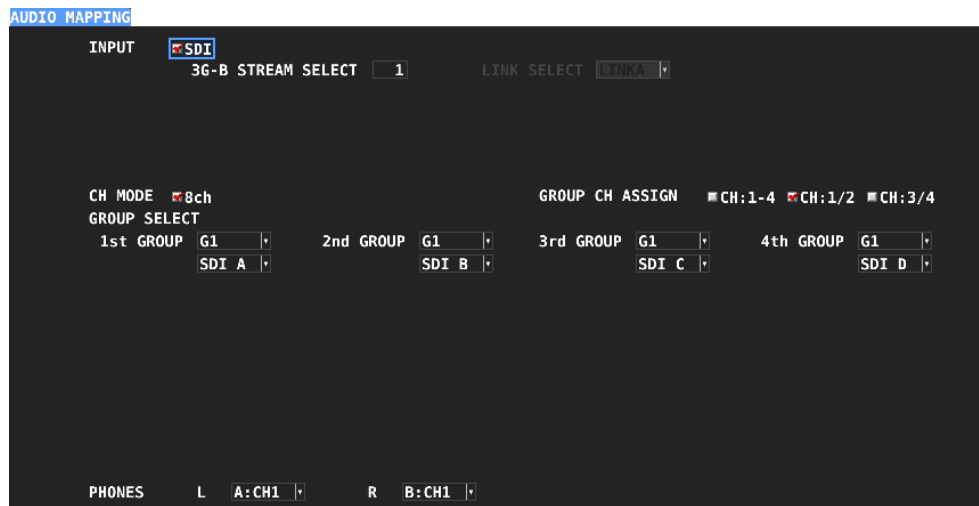 AUDIO MAPPING
INPUT SDI
3G-B STREAM SELECT 1 LINK SELECT LINKA
CH MODE 8ch GROUP CH ASSIGN CH:1-4 CH:1/2 CH:3/4
GROUP SELECT
1st GROUP G1 2nd GROUP G1 3rd GROUP G1 4th GROUP G1
SDI A SDI B SDI C SDI D
PHONES L A:CH1 R B:CH1